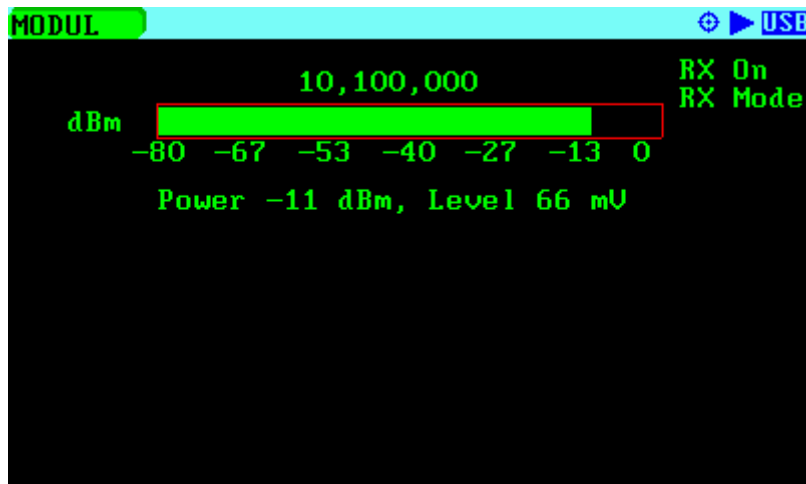 MODUL USB
10,100,000 RX On
RX Mode
dBm
-80 -67 -53 -40 -27 -13 0
Power -11 dBm, Level 66 mV